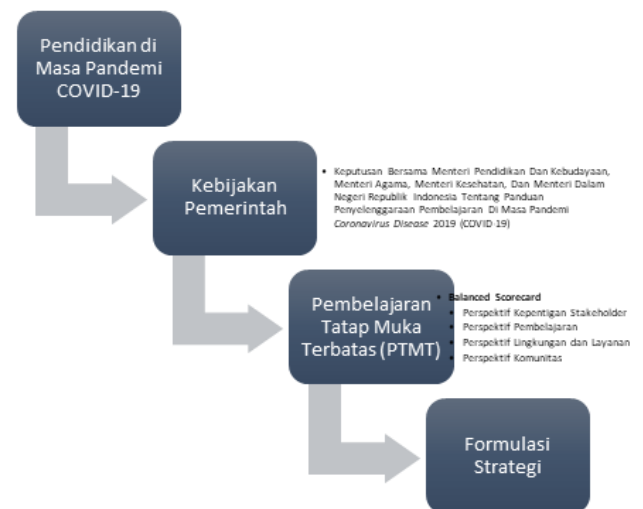 Pendidikan di
Masa Pandemi
COVID-19
Kebijakan
Pemerintah
• Keputusan Bersama Menteri Pendidikan Dan Kebudayaan,
Menteri Agama, Menteri Kesehatan, Dan Menteri Dalam
Negeri Republik Indonesia Tentang Panduan
Penyelenggaraan Pembelajaran Di Masa Pandemi
Coronavirus Disease 2019 (COVID-19)
Pembelajaran
Tatap Muka
Terbatas (PTMT)
• Balanced Scorecard
• Perspektif Kepentigan Stakeholder
• Perspektif Pembelajaran
• Perspektif Lingkungan dan Layanan
• Perspektif Komunitas
Formulasi
Strategi